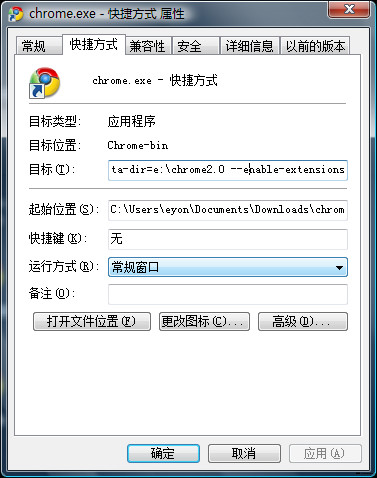 chrome.exe - 快捷方式 属性
常规 快捷方式 兼容性 安全 详细信息 以前的版本
chrome.exe - 快捷方式
目标类型: 应用程序
目标位置: Chrome-bin
目标(T): ta-dir=e:\chrome2.0 --enable-extensions
起始位置(S): C:\Users\eyon\Documents\Downloads\chrom
快捷键(K): 无
运行方式(R): 常规窗口
备注(O):
打开文件位置(F) 更改图标(C)... 高级(D)...
确定 取消 应用(A)